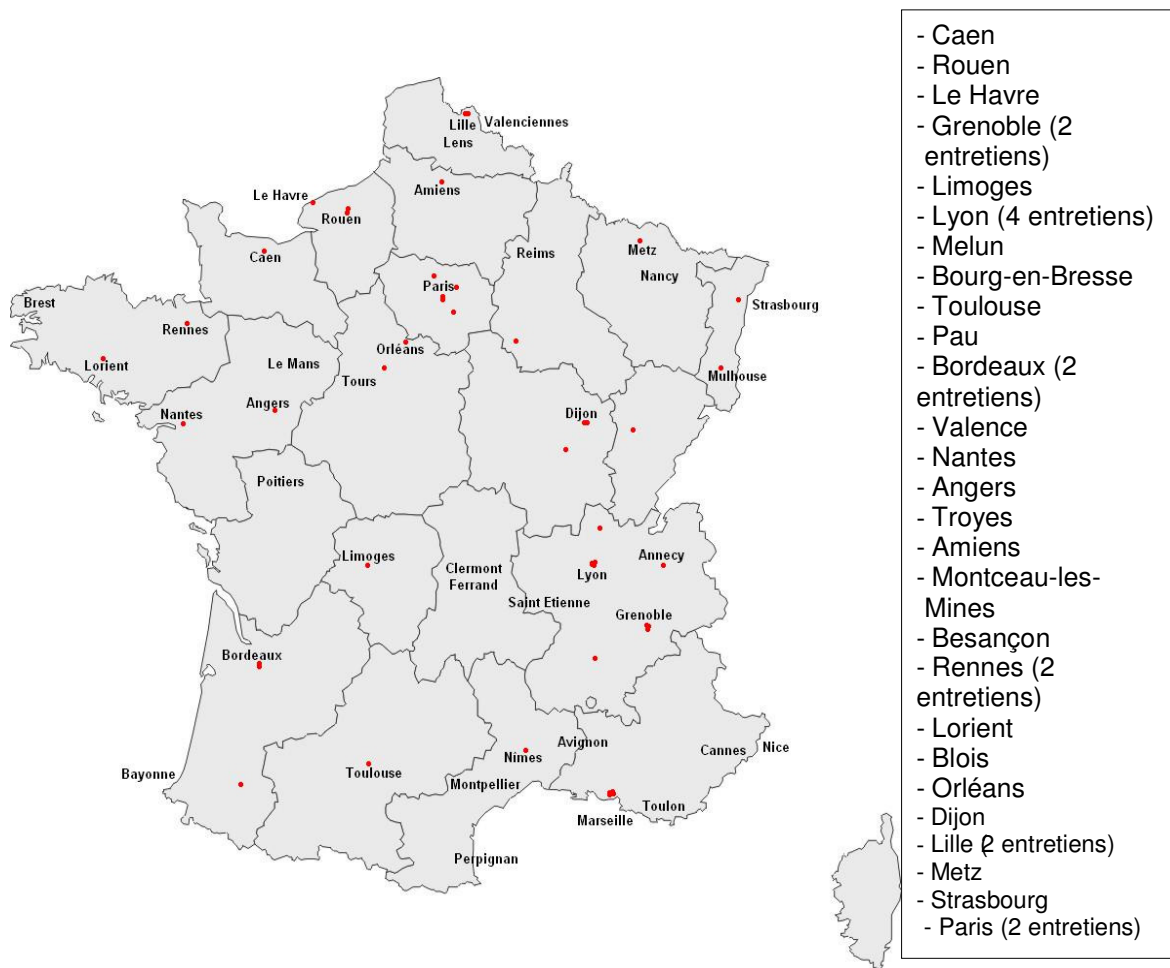 Lille
Valenciennes
Lens
Amiens
Le Havre
Rouen
Caen
Reims
Metz
Nancy
Paris
Strasbourg
Brest
Rennes
Lorient
Le Mans
Orléans
Tours
Mulhouse
Nantes
Angers
Dijon
Poitiers
Limoges
Clermont
Ferrand
Lyon
Annecy
Saint Etienne
Grenoble
Bordeaux
Avignon
Nîmes
Cannes
Nice
Bayonne
Toulouse
Montpellier
Toulon
Marseille
Perpignan
- Caen
- Rouen
- Le Havre
- Grenoble (2
entretiens)
- Limoges
- Lyon (4 entretiens)
- Melun
- Bourg-en-Bresse
- Toulouse
- Pau
- Bordeaux (2
entretiens)
- Valence
- Nantes
- Angers
- Troyes
- Amiens
- Montceau-les-
Mines
- Besançon
- Rennes (2
entretiens)
- Lorient
- Blois
- Orléans
- Dijon
- Lille (2 entretiens)
- Metz
- Strasbourg
- Paris (2 entretiens)